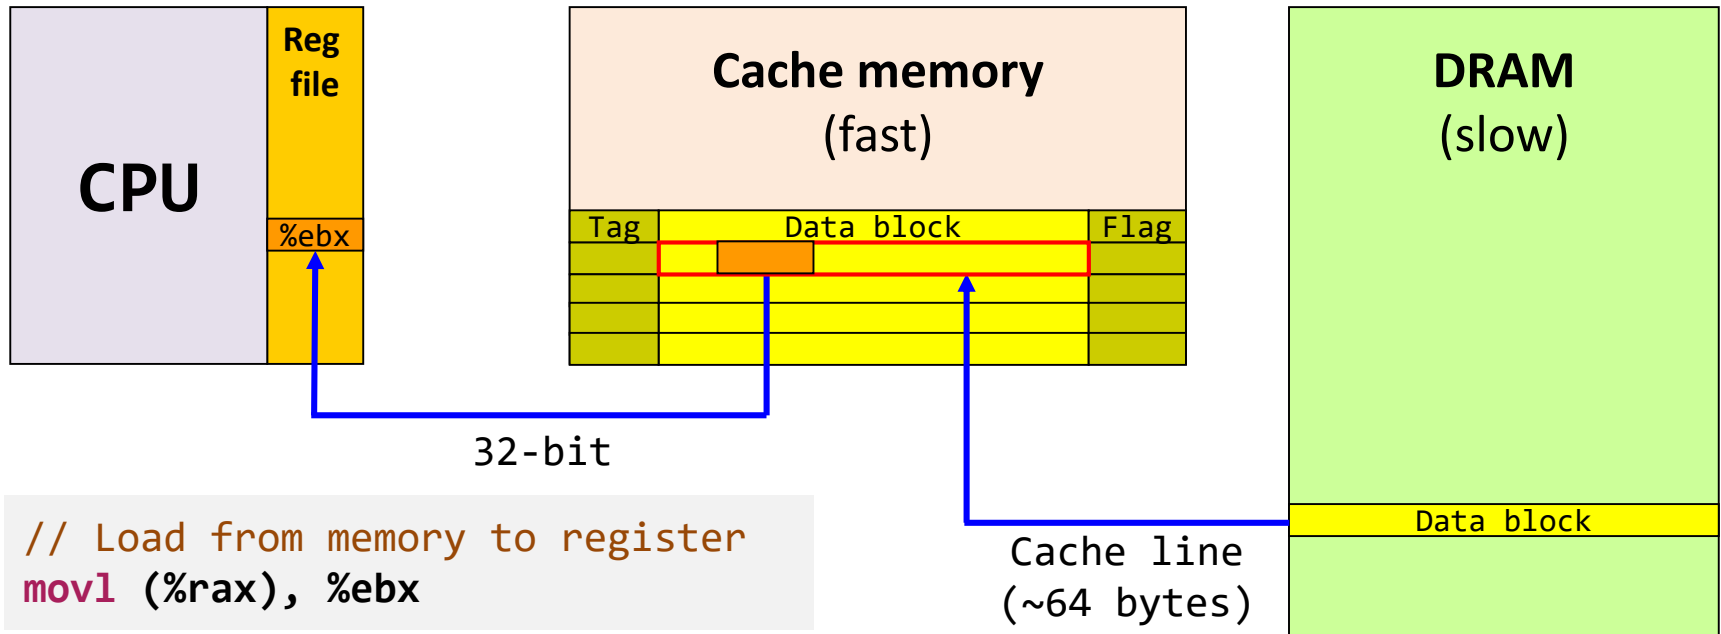 CPU
Reg
file
%ebx
Cache memory
(fast)
Tag
Data block
Flag
DRAM
(slow)
Data block
32-bit
Cache line
(~64 bytes)
// Load from memory to register
movl (%rax), %ebx